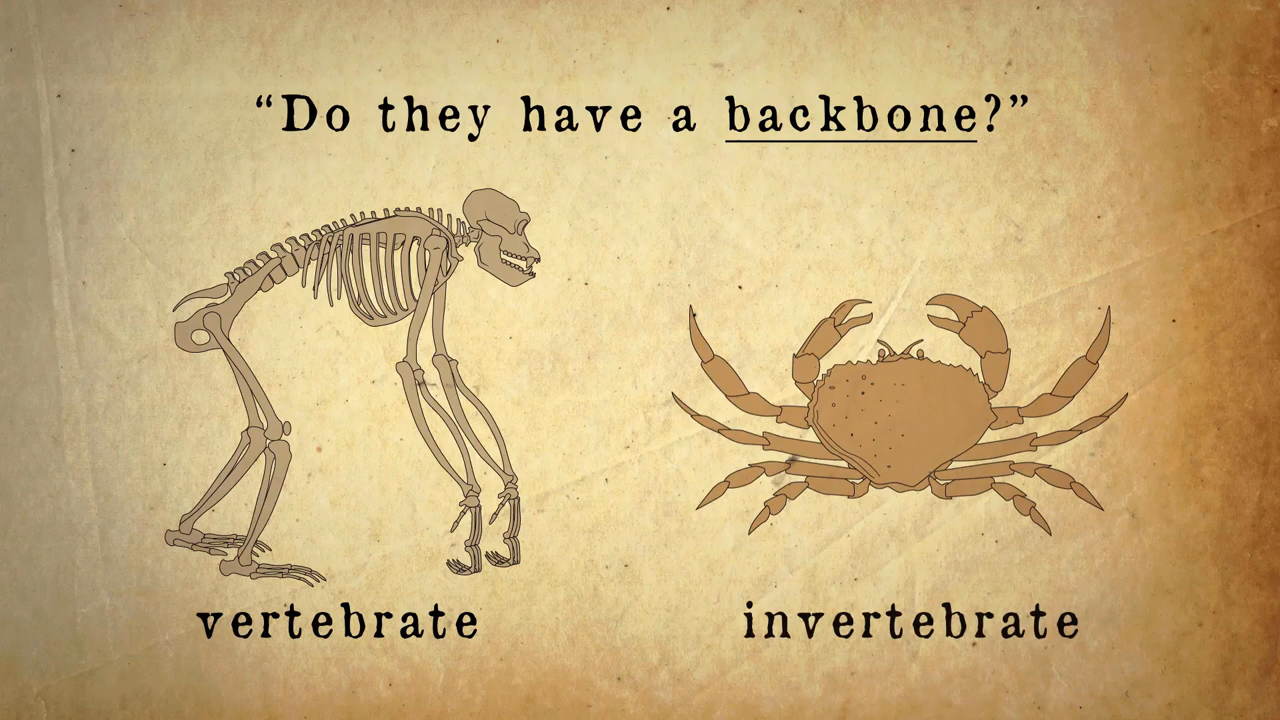 “Do they have a backbone?”
vertebrate
invertebrate